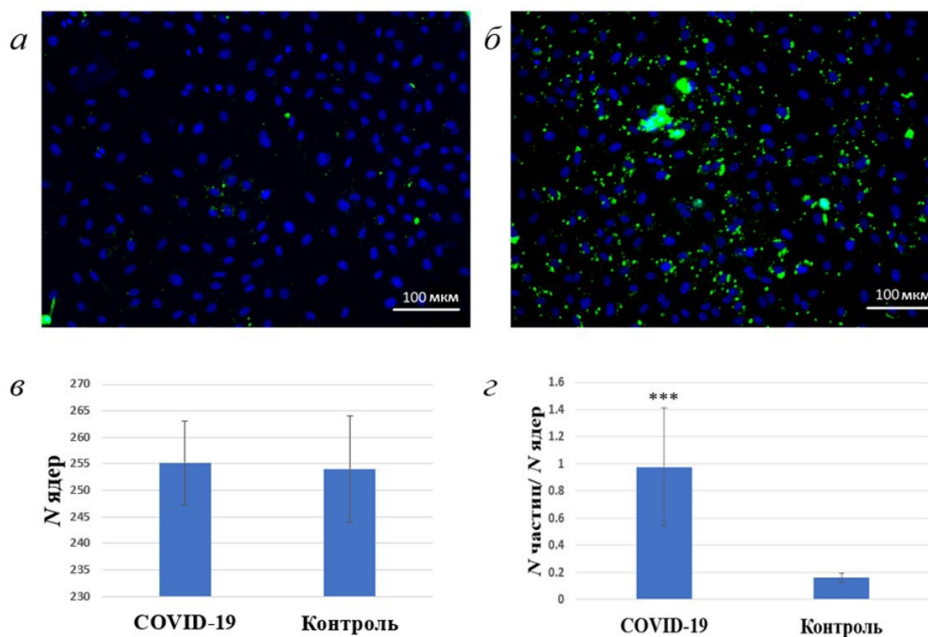 а
б
100 мкм
100 мкм
в
г
N ядер
270
265
260
255
250
245
240
235
230
COVID-19 Контроль
N частиц/ N ядер
1.6
1.4
1.2
1
0.8
0.6
0.4
0.2
0
***
COVID-19 Контроль